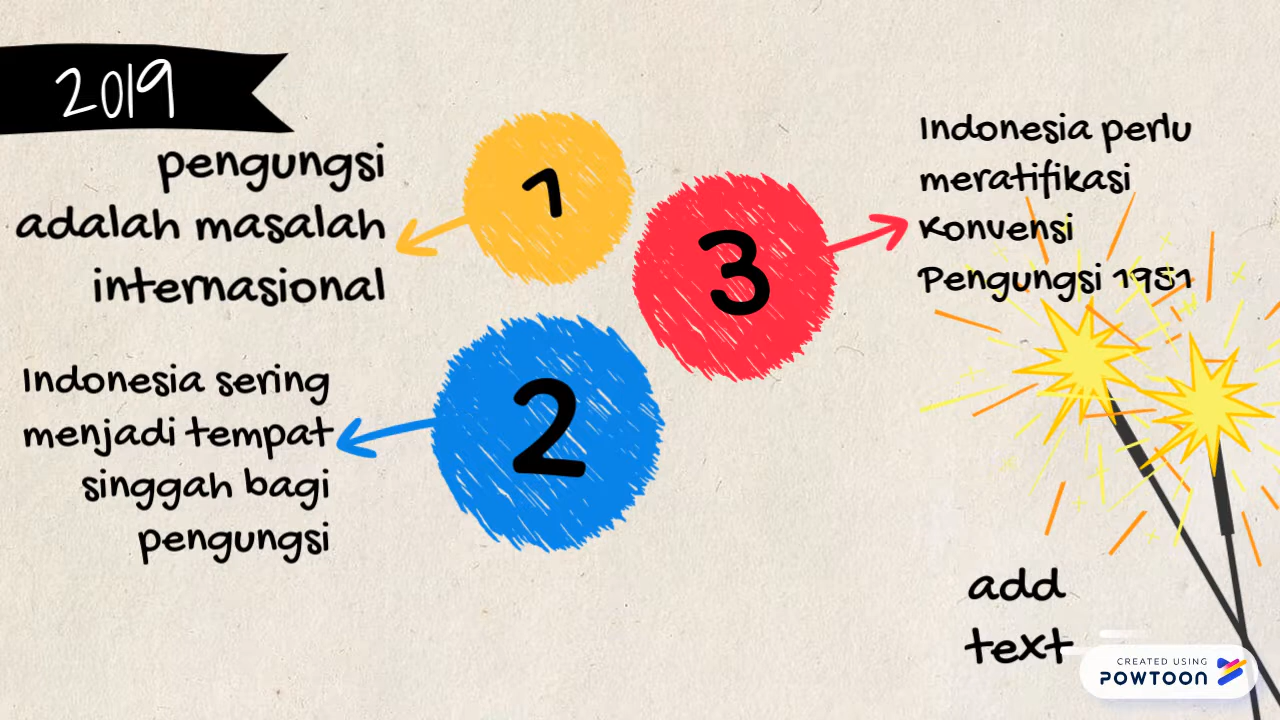 2019
1
pengungsi
adalah masalah
internasional
2
Indonesia sering
menjadi tempat
singgah bagi
pengungsi
3
Indonesia perlu
meratifikasi
Konvensi
Pengungsi 1951
add
text
CREATED USING
POWTOON